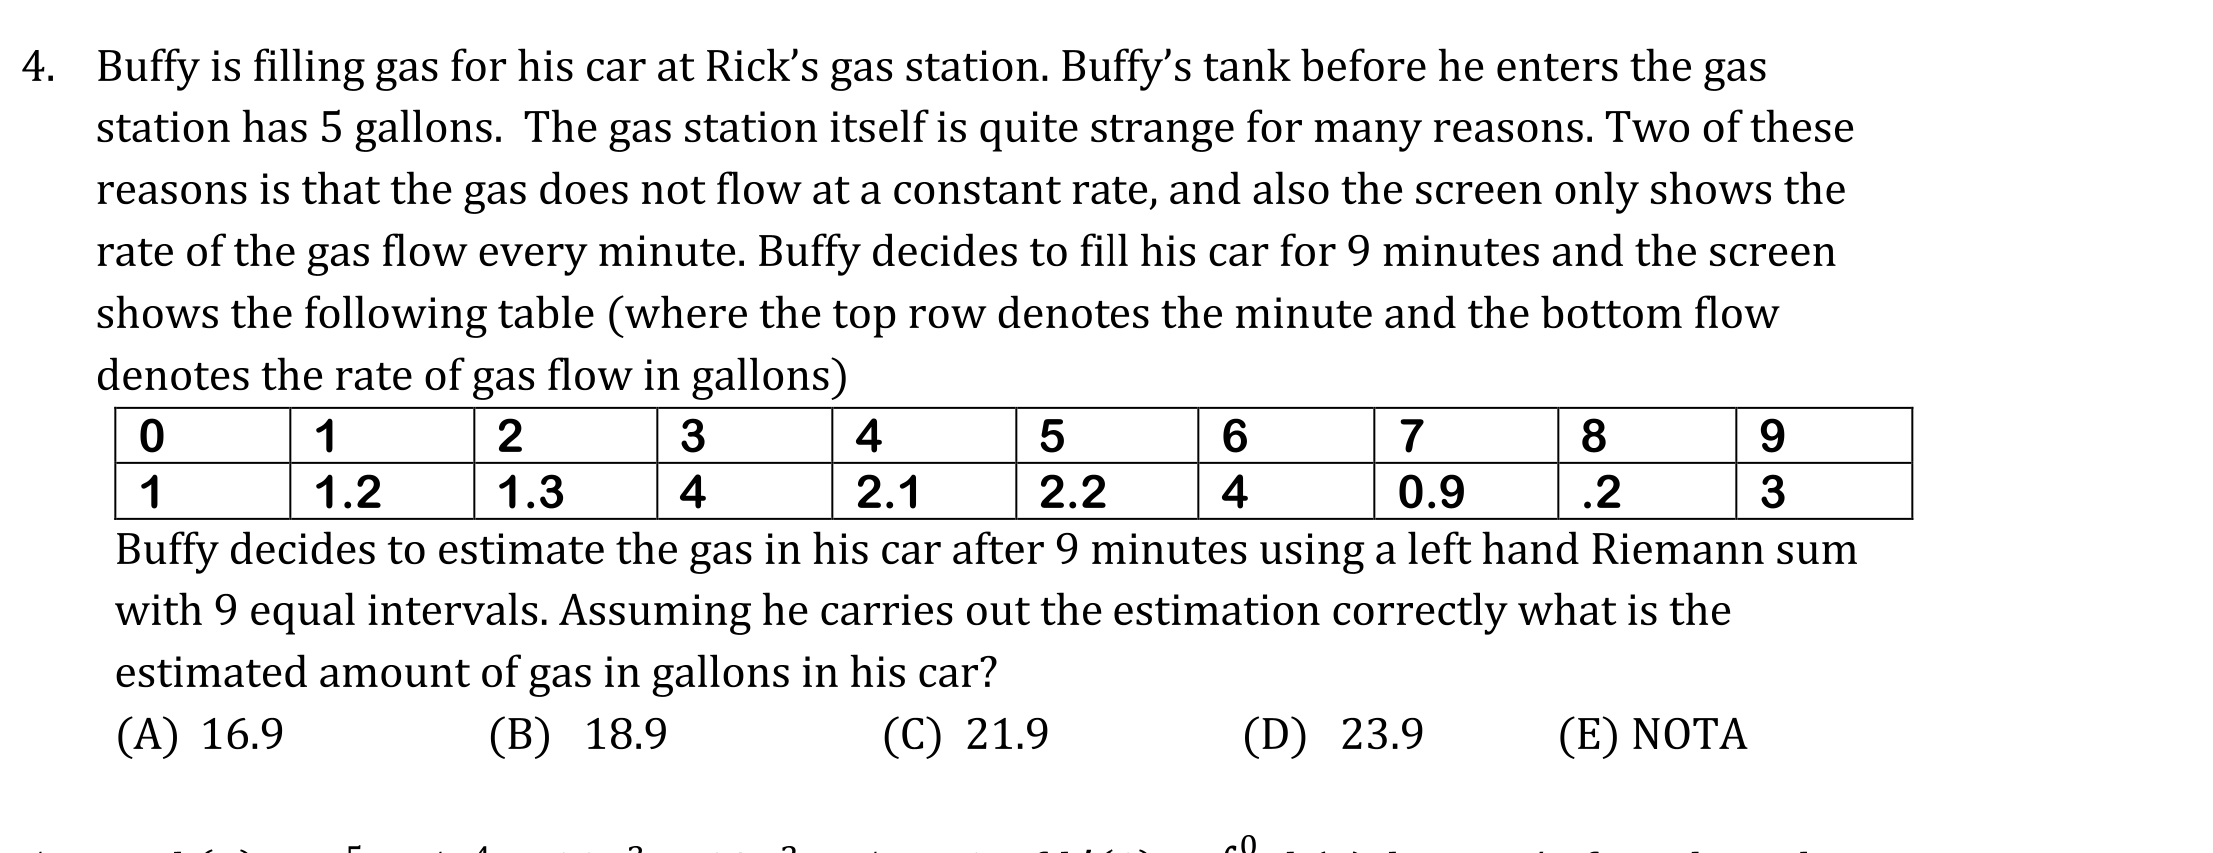 4. Buffy is filling gas for his car at Rick’s gas station. Buffy’s tank before he enters the gas
station has 5 gallons. The gas station itself is quite strange for many reasons. Two of these
reasons is that the gas does not flow at a constant rate, and also the screen only shows the
rate of the gas flow every minute. Buffy decides to fill his car for 9 minutes and the screen
shows the following table (where the top row denotes the minute and the bottom flow
denotes the rate of gas flow in gallons)
0 1 2 3 4 5 6 7 8 9
1 1.2 1.3 4 2.1 2.2 4 0.9 .2 3
Buffy decides to estimate the gas in his car after 9 minutes using a left hand Riemann sum
with 9 equal intervals. Assuming he carries out the estimation correctly what is the
estimated amount of gas in gallons in his car?
(A) 16.9 (B) 18.9 (C) 21.9 (D) 23.9 (E) NOTA